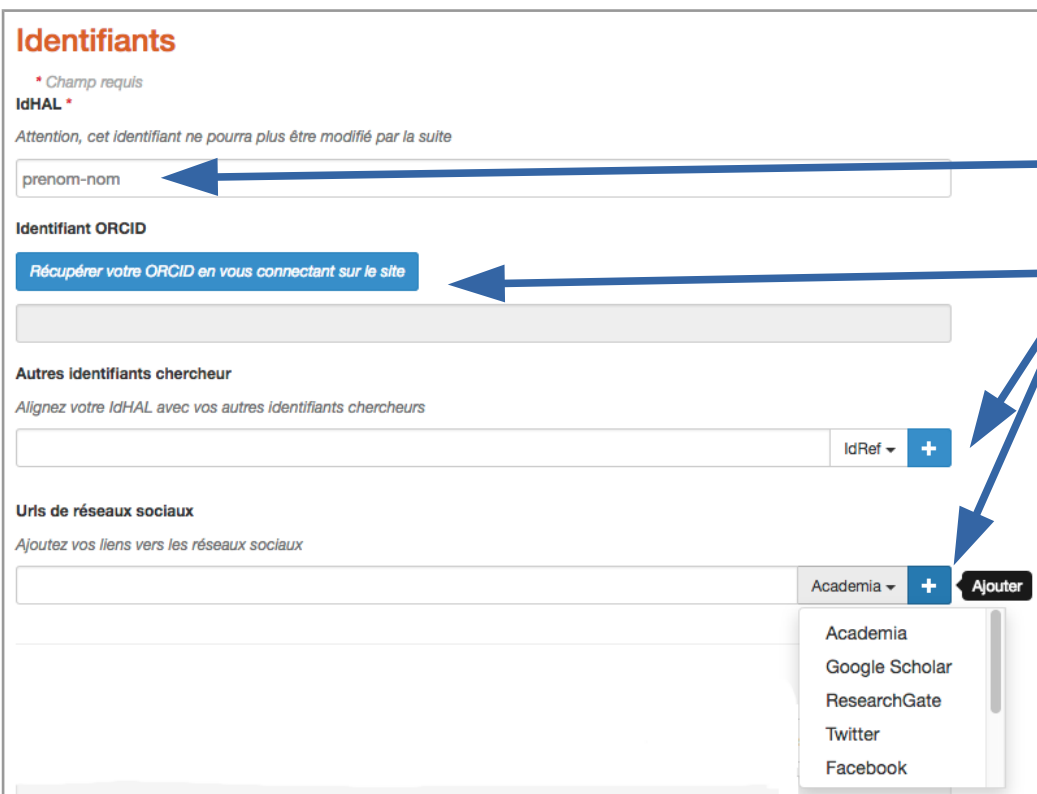 Identifiants
* Champ requis
IdHAL *
Attention, cet identifiant ne pourra plus être modifié par la suite
prenom-nom
Identifiant ORCID
Récupérer votre ORCID en vous connectant sur le site
Autres identifiants chercheur
Alignez votre IdHAL avec vos autres identifiants chercheurs
IdRef
Urls de réseaux sociaux
Ajoutez vos liens vers les réseaux sociaux
Academia + Ajouter
Academia
Google Scholar
ResearchGate
Twitter
Facebook